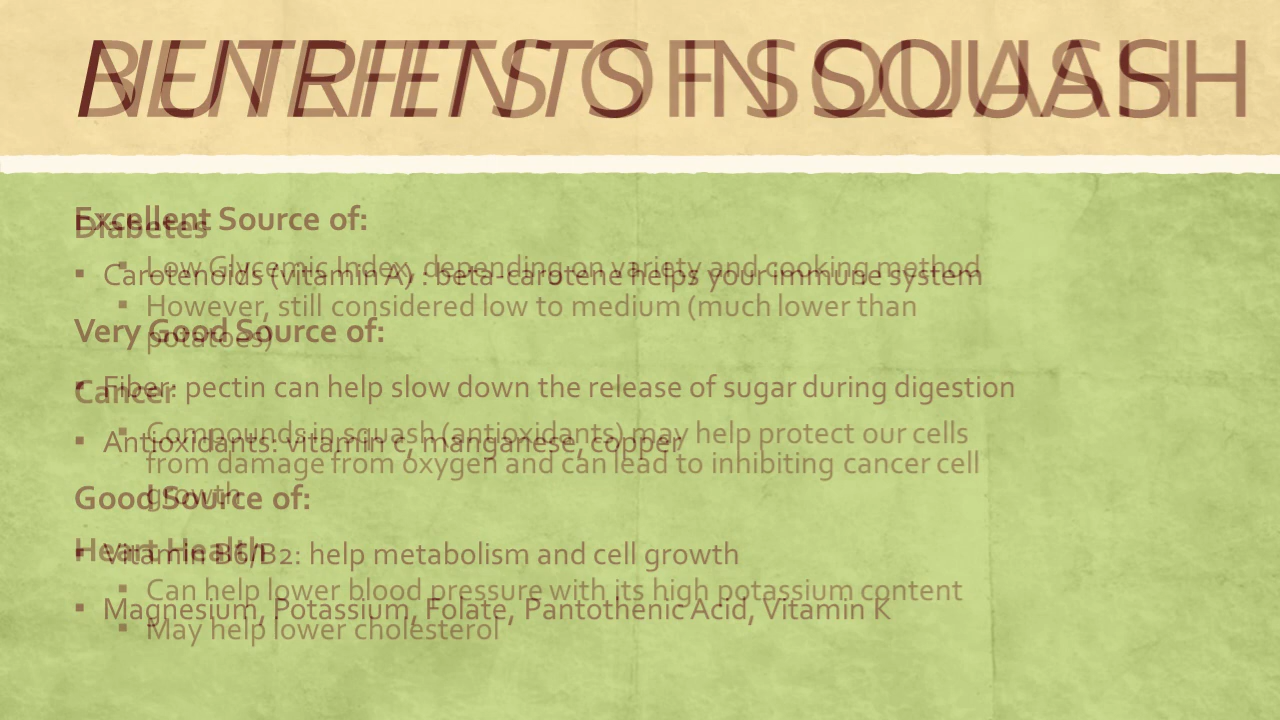 NUTRIENTS IN SQUASH
Excellent Source of:
▪ Carotenoids (vitamin A) : beta-carotene helps your immune system
Very Good Source of:
▪ Fiber: pectin can help slow down the release of sugar during digestion
▪ Antioxidants: vitamin c, manganese, copper
Good Source of:
▪ Vitamin B6/B2: help metabolism and cell growth
▪ Magnesium, Potassium, Folate, Pantothenic Acid, Vitamin K
BENEFITS OF SQUASH
Diabetes
▪ Low Glycemic Index, depending on variety and cooking method
▪ However, still considered low to medium (much lower than
potatoes)
Cancer
▪ Compounds in squash (antioxidants) may help protect our cells
from damage from oxygen and can lead to inhibiting cancer cell
growth
Heart Health
▪ Can help lower blood pressure with its high potassium content
▪ May help lower cholesterol